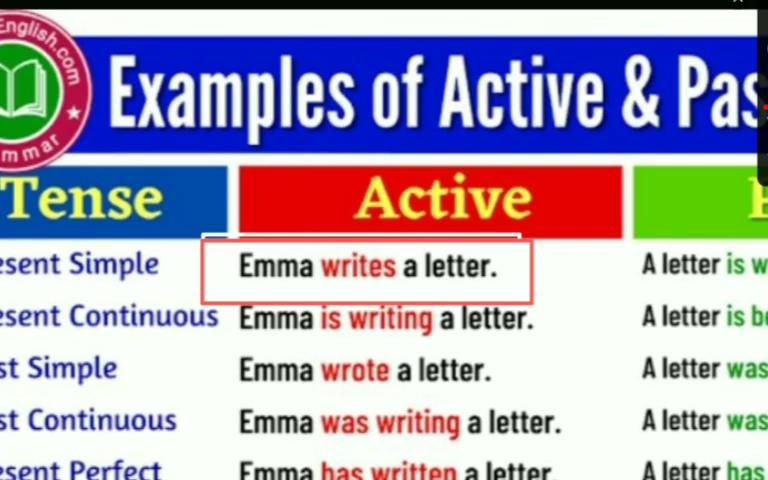 English.com
Examples of Active & Pas
Tense Active
esent Simple Emma writes a letter. A letter is w
esent Continuous Emma is writing a letter. A letter is be
st Simple Emma wrote a letter. A letter was
st Continuous Emma was writing a letter. A letter was
esent Perfect Emma has written a letter. A letter has